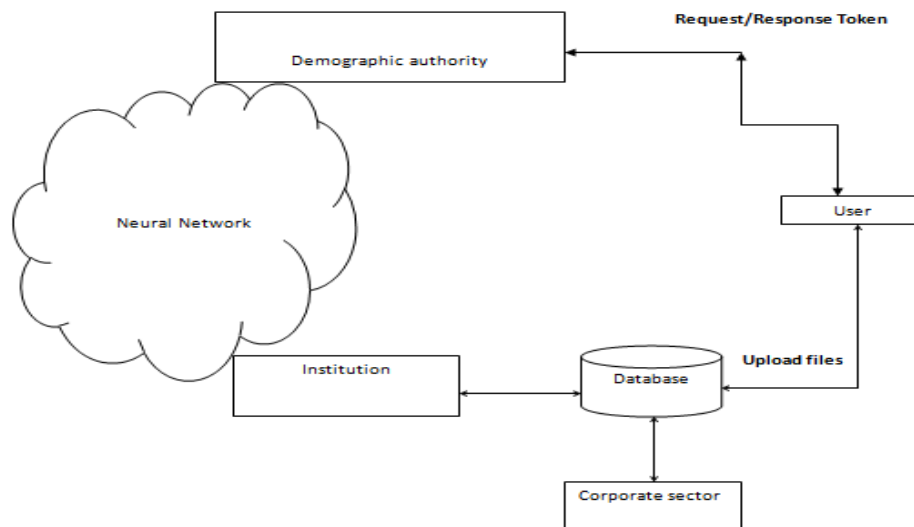 Request/Response Token
Demographic authority
Neural Network
User
Upload files
Institution
Database
Corporate sector